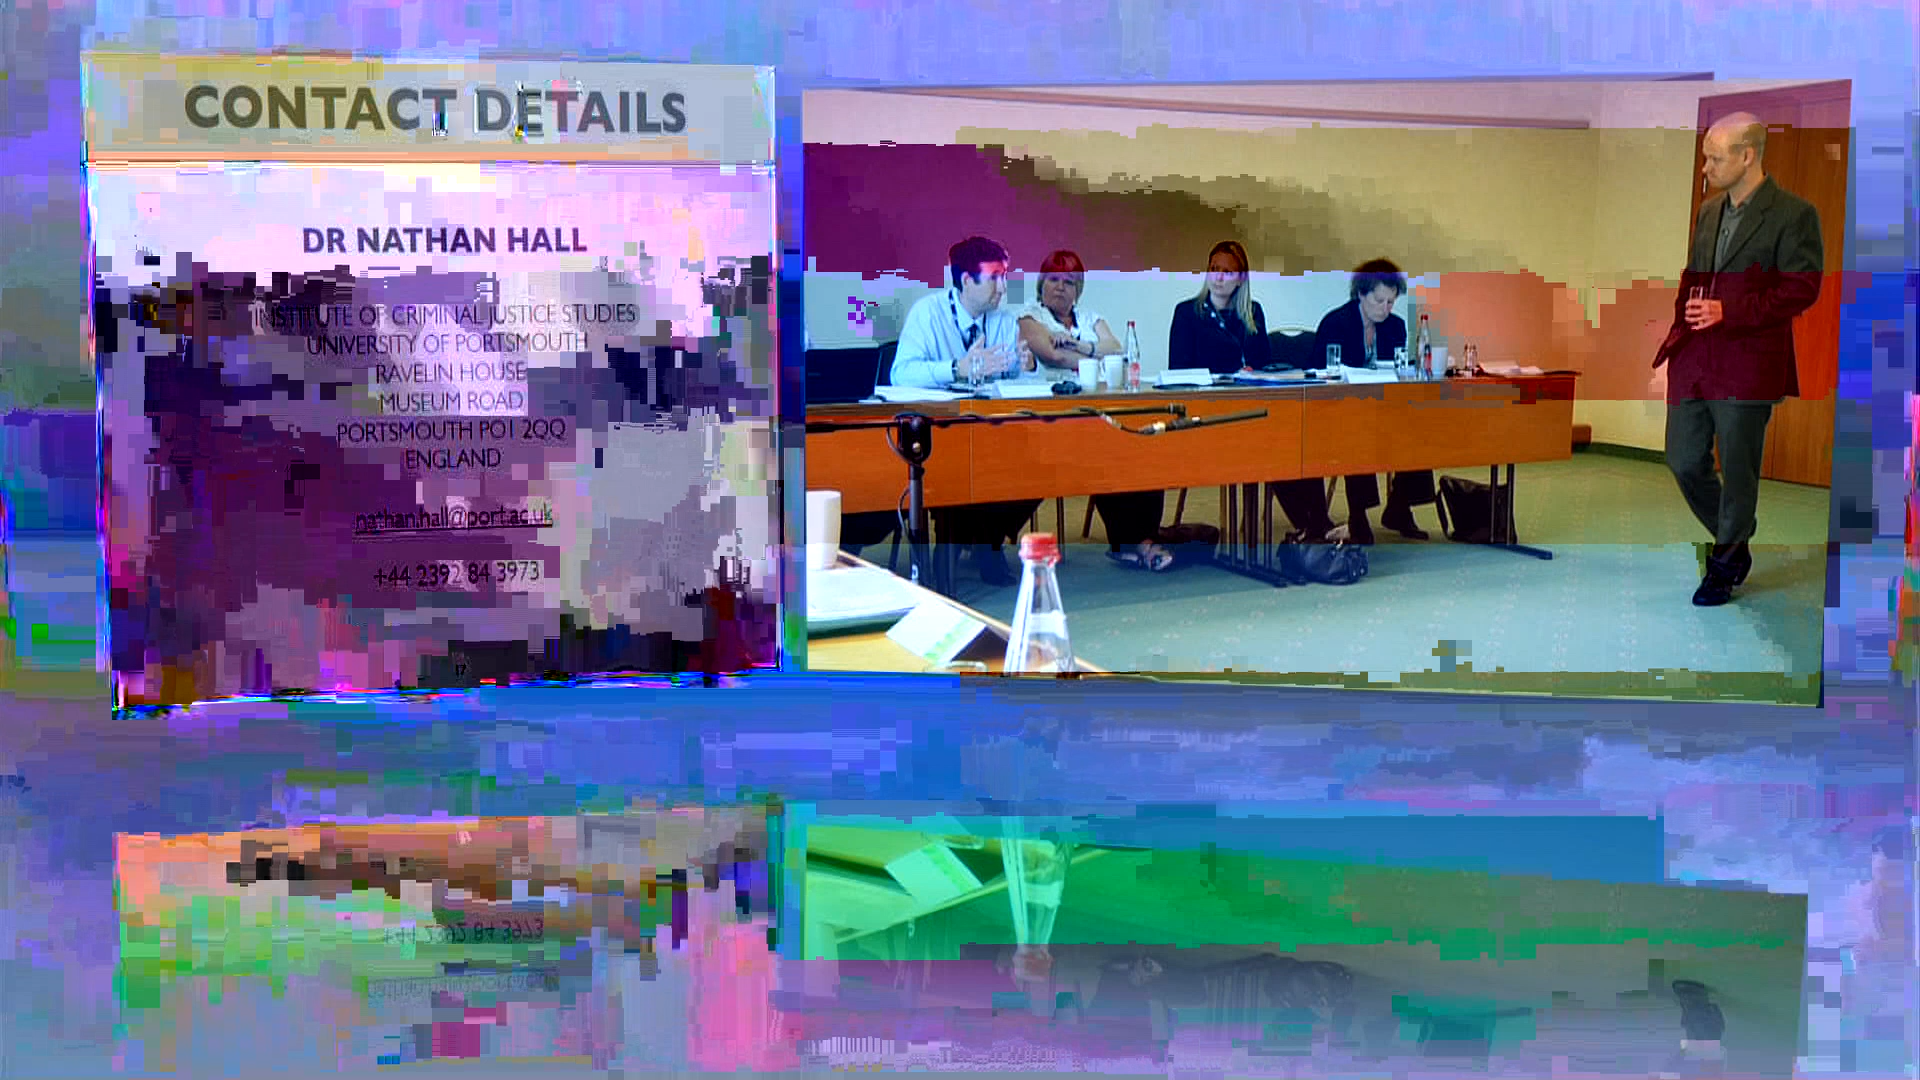 CONTACT DETAILS
DR NATHAN HALL
INSTITUTE OF CRIMINAL JUSTICE STUDIES
UNIVERSITY OF PORTSMOUTH
RAVELIN HOUSE
MUSEUM ROAD
PORTSMOUTH PO1 2QQ
ENGLAND
nathan.hall@port.ac.uk
+44 2392 84 3973